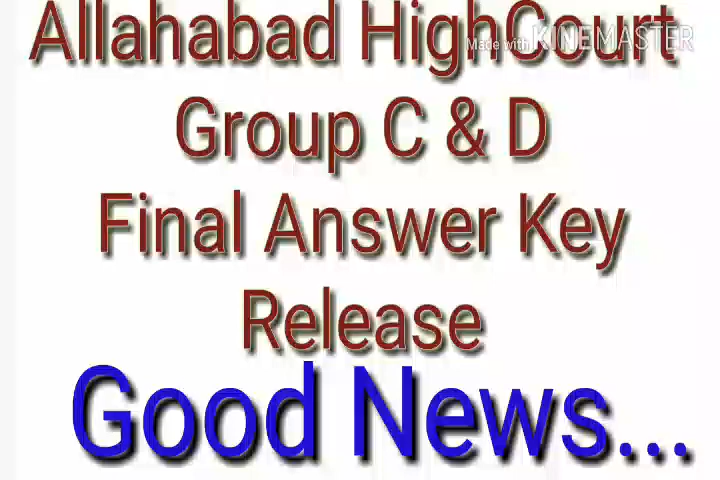 Allahabad HighCourt
Made with KINEMASTER
Group C & D
Final Answer Key
Release
Good News...